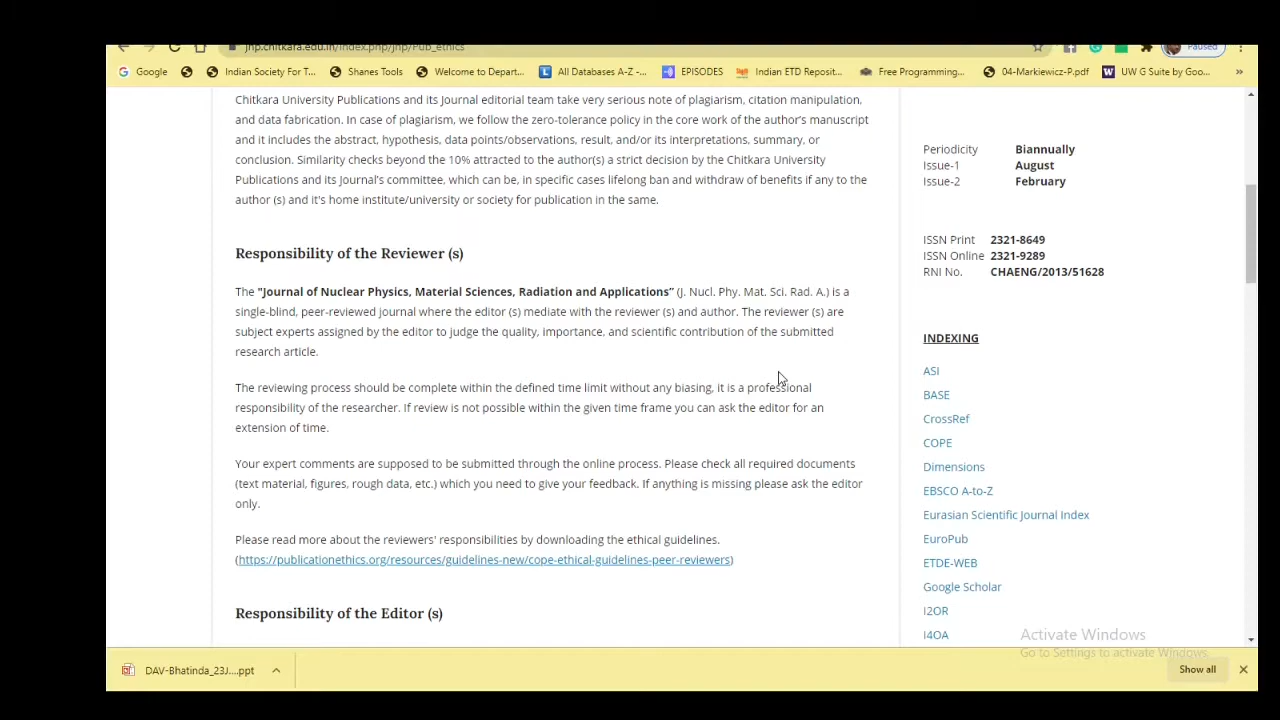 jnp.chitkara.edu.in/index.php/jnp/Pub_ethics
Paused
Google
Indian Society For T...
Shanes Tools
Welcome to Depart...
All Databases A-Z -...
EPISODES
Indian ETD Reposit...
Free Programming...
04-Markiewicz-P.pdf
UW G Suite by Goo...
»
Chitkara University Publications and its Journal editorial team take very serious note of plagiarism, citation manipulation,
and data fabrication. In case of plagiarism, we follow the zero-tolerance policy in the core work of the author's manuscript
and it includes the abstract, hypothesis, data points/observations, result, and/or its interpretations, summary, or
conclusion. Similarity checks beyond the 10% attracted to the author(s) a strict decision by the Chitkara University
Publications and its Journal's committee, which can be, in specific cases lifelong ban and withdraw of benefits if any to the
author (s) and it's home institute/university or society for publication in the same.
Responsibility of the Reviewer (s)
The "Journal of Nuclear Physics, Material Sciences, Radiation and Applications” (J. Nucl. Phy. Mat. Sci. Rad. A.) is a
single-blind, peer-reviewed journal where the editor (s) mediate with the reviewer (s) and author. The reviewer (s) are
subject experts assigned by the editor to judge the quality, importance, and scientific contribution of the submitted
research article.
The reviewing process should be complete within the defined time limit without any biasing, it is a professional
responsibility of the researcher. If review is not possible within the given time frame you can ask the editor for an
extension of time.
Your expert comments are supposed to be submitted through the online process. Please check all required documents
(text material, figures, rough data, etc.) which you need to give your feedback. If anything is missing please ask the editor
only.
Please read more about the reviewers' responsibilities by downloading the ethical guidelines.
(https://publicationethics.org/resources/guidelines-new/cope-ethical-guidelines-peer-reviewers)
Responsibility of the Editor (s)
Periodicity Biannually
Issue-1 August
Issue-2 February
ISSN Print 2321-8649
ISSN Online 2321-9289
RNI No. CHAENG/2013/51628
INDEXING
ASI
BASE
CrossRef
COPE
Dimensions
EBSCO A-to-Z
Eurasian Scientific Journal Index
EuroPub
ETDE-WEB
Google Scholar
I2OR
I4OA
Activate Windows
Go to Settings to activate Windows.
DAV-Bhatinda_23J....ppt
Show all